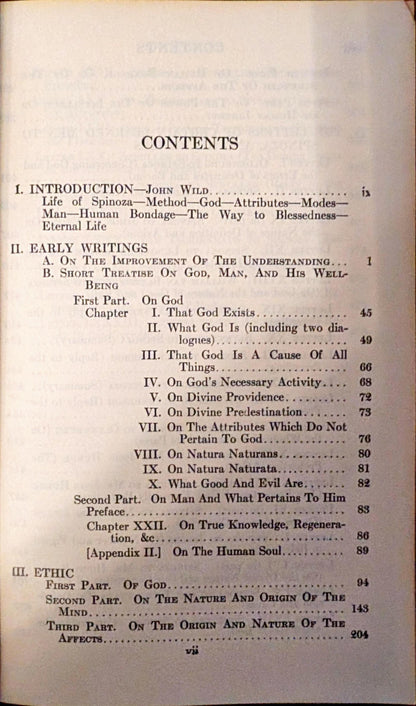 CONTENTS
I. INTRODUCTION—JOHN WILD........................ ix
Life of Spinoza—Method—God—Attributes—Modes—
Man—Human Bondage—The Way to Blessedness—
Eternal Life
II. EARLY WRITINGS
A. ON THE IMPROVEMENT OF THE UNDERSTANDING... 1
B. SHORT TREATISE ON GOD, MAN, AND HIS WELL-
BEING
First Part. On God
Chapter I. That God Exists.............. 45
II. What God Is (including two dia-
logues)...................... 49
III. That God Is A Cause Of All
Things...................... 66
IV. On God's Necessary Activity.... 68
V. On Divine Providence.......... 72
VI. On Divine Predestination....... 73
VII. On The Attributes Which Do Not
Pertain To God.............. 76
VIII. On Natura Naturans........... 80
IX. On Natura Naturata............ 81
X. What Good And Evil Are....... 82
Second Part. On Man And What Pertains To Him
Preface................................ 83
Chapter XXII. On True Knowledge, Regenera-
tion, &c............................ 86
[Appendix II.] On The Human Soul.......... 89
III. ETHIC
FIRST PART. OF GOD.............................. 94
SECOND PART. ON THE NATURE AND ORIGIN OF THE
MIND.......................................... 143
THIRD PART. ON THE ORIGIN AND NATURE OF THE
AFFECTS....................................... 204
vii